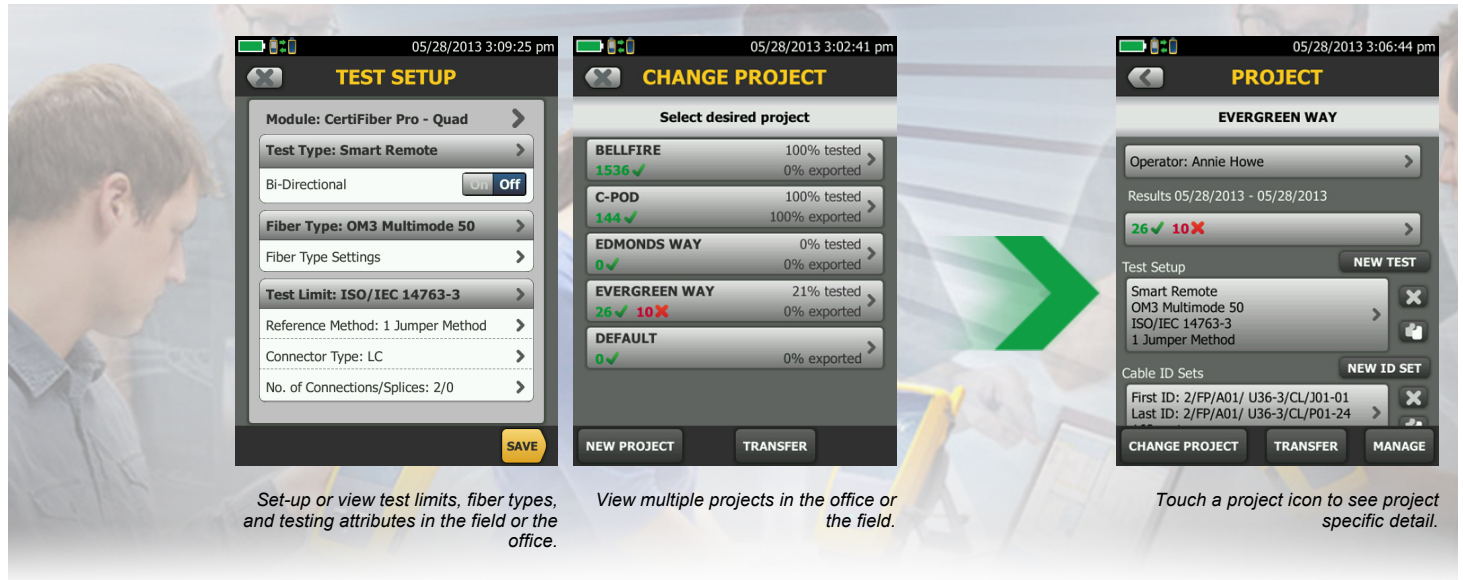 05/28/2013 3:09:25 pm
TEST SETUP
Module: CertiFiber Pro - Quad
Test Type: Smart Remote
Bi-Directional On Off
Fiber Type: OM3 Multimode 50
Fiber Type Settings
Test Limit: ISO/IEC 14763-3
Reference Method: 1 Jumper Method
Connector Type: LC
No. of Connections/Splices: 2/0
SAVE
Set-up or view test limits, fiber types,
and testing attributes in the field or the
office.
05/28/2013 3:02:41 pm
CHANGE PROJECT
Select desired project
BELLFIRE 100% tested
1536 0% exported
C-POD 100% tested
144 100% exported
EDMONDS WAY 0% tested
0 0% exported
EVERGREEN WAY 21% tested
26 10 0% exported
DEFAULT
0 0% exported
NEW PROJECT TRANSFER
View multiple projects in the office or
the field.
05/28/2013 3:06:44 pm
PROJECT
EVERGREEN WAY
Operator: Annie Howe
Results 05/28/2013 - 05/28/2013
26 10
Test Setup NEW TEST
Smart Remote
OM3 Multimode 50
ISO/IEC 14763-3
1 Jumper Method
Cable ID Sets NEW ID SET
First ID: 2/FP/A01/ U36-3/CL/J01-01
Last ID: 2/FP/A01/ U36-3/CL/P01-24
CHANGE PROJECT TRANSFER MANAGE
Touch a project icon to see project
specific detail.